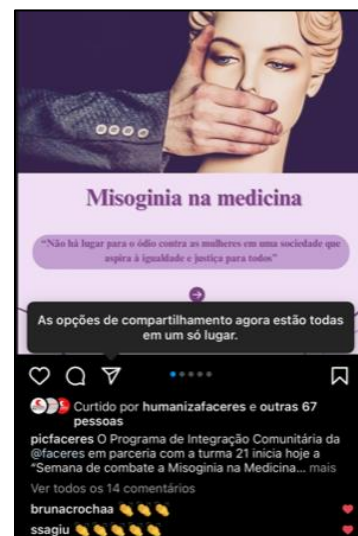 Misoginia na medicina
“Não há lugar para o ódio contra as mulheres em uma sociedade que
aspira à igualdade e justiça para todos”
As opções de compartilhamento agora estão todas
em um só lugar.
Curtido por humanizafaceres e outras 67
pessoas
picfaceres O Programa de Integração Comunitária da
@faceres em parceria com a turma 21 inicia hoje a
“Semana de combate a Misoginia na Medicina... mais
Ver todos os 14 comentários
brunacrochaa 👏👏👏
ssagiu 👏👏👏👏👏